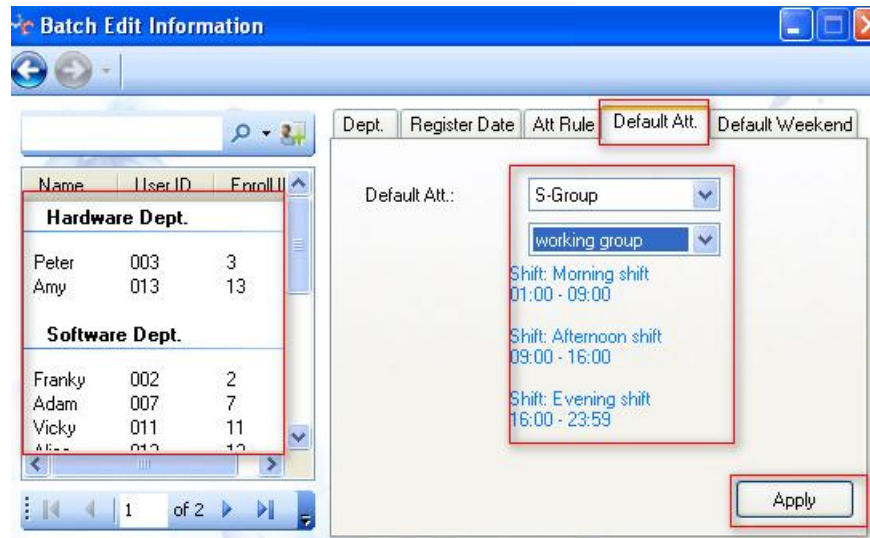 Batch Edit Information
Dept. Register Date Att Rule Default Att. Default Weekend
Name User ID Enroll
Hardware Dept.
Peter 003 3
Amy 013 13
Software Dept.
Franky 002 2
Adam 007 7
Vicky 011 11
1 of 2
Default Att.: S-Group
working group
Shift: Morning shift
01:00 - 09:00
Shift: Afternoon shift
09:00 - 16:00
Shift: Evening shift
16:00 - 23:59
Apply